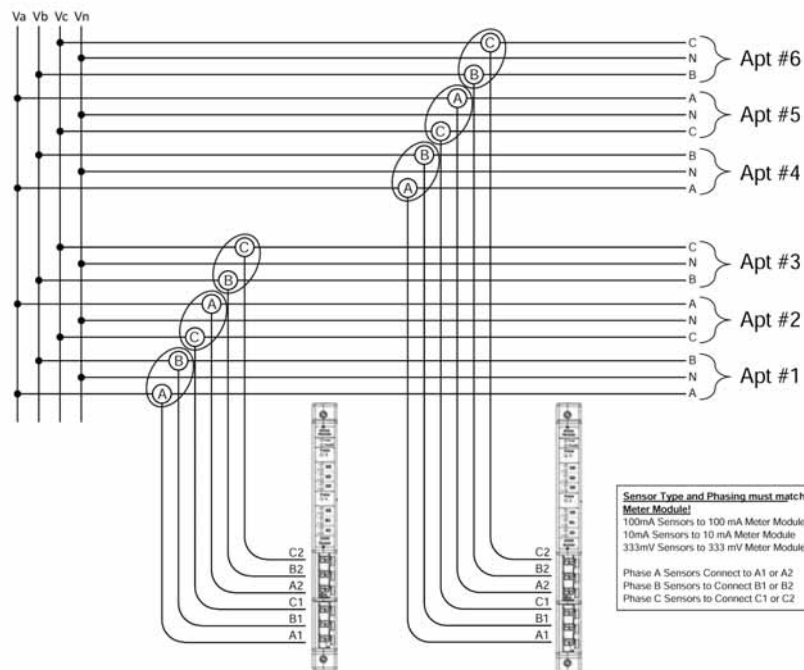 Va Vb Vc Vn
C
N
B
Apt #6
A
N
C
Apt #5
B
N
A
Apt #4
C
N
B
Apt #3
A
N
C
Apt #2
B
N
A
Apt #1
C
B
A
C
B
A
C
B
A
C
B
A
C2
B2
A2
C1
B1
A1
C2
B2
A2
C1
B1
A1
Sensor Type and Phasing must match
Meter Module!
100mA Sensors to 100 mA Meter Module
10mA Sensors to 10 mA Meter Module
333mV Sensors to 333 mV Meter Module
Phase A Sensors Connect to A1 or A2
Phase B Sensors to Connect B1 or B2
Phase C Sensors to Connect C1 or C2